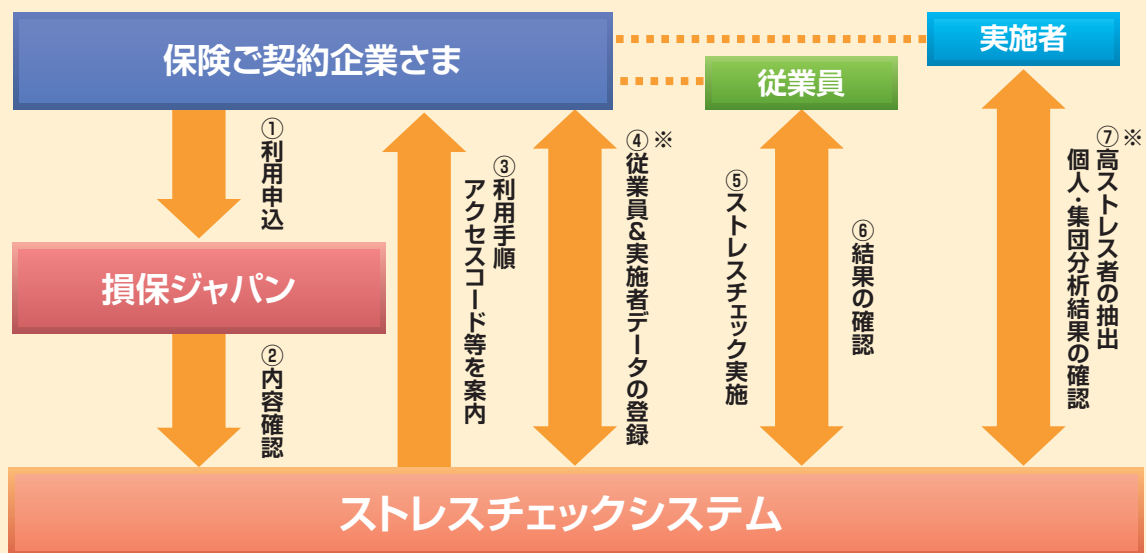 保険ご契約企業さま
実施者
従業員
①利用申込
損保ジャパン
②内容確認
③利用手順
アクセスコード等を案内
※
④従業員&実施者データの登録
⑤ストレスチェック実施
⑥結果の確認
※
⑦高ストレス者の抽出
個人・集団分析結果の確認
ストレスチェックシステム